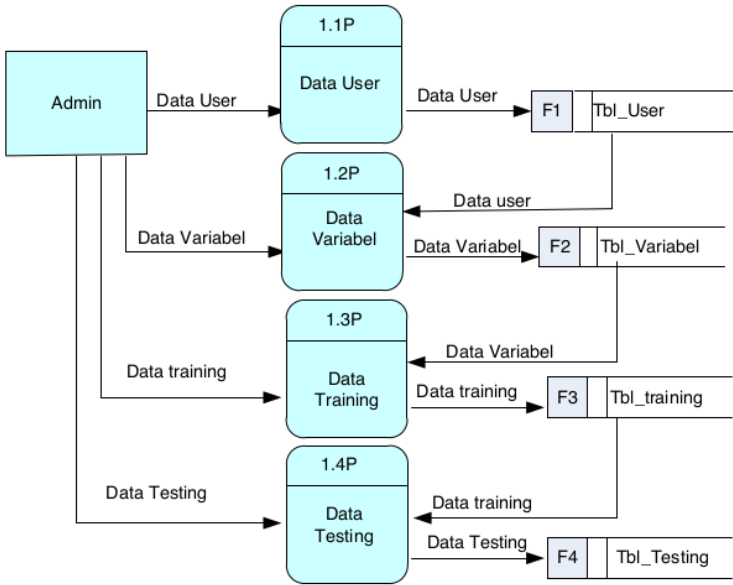 1.1P
Data User
Admin
Data User
Data User
F1
Tbl_User
1.2P
Data
Variabel
Data user
Data Variabel
Data Variabel
F2
Tbl_Variabel
1.3P
Data
Training
Data Variabel
Data training
Data training
F3
Tbl_training
1.4P
Data
Testing
Data Testing
Data training
Data Testing
F4
Tbl_Testing